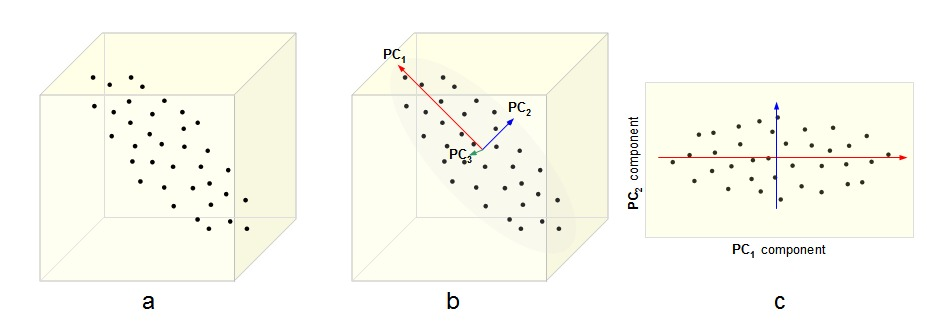 PC1
PC2
PC3
PC2 component
PC1 component
a
b
c